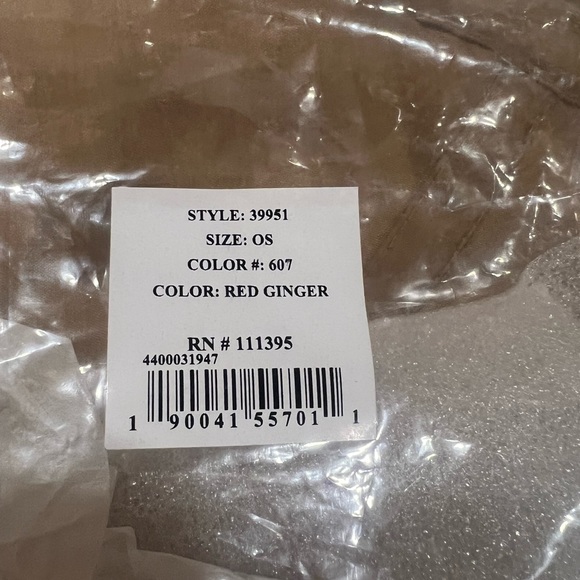 STYLE: 39951
SIZE: OS
COLOR #: 607
COLOR: RED GINGER
RN # 111395
4400031947
1 90041 55701 1